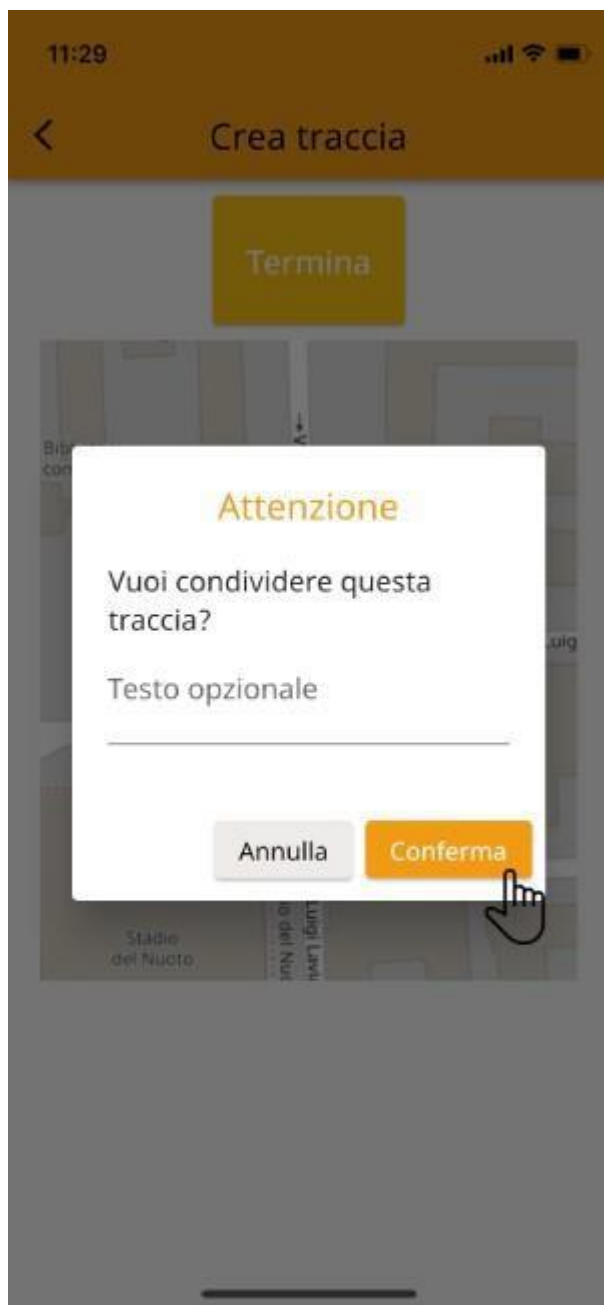 11:29
Crea traccia
Termina
Attenzione
Vuoi condividere questa
traccia?
Testo opzionale
Annulla
Conferma
Stadio
del Nuoto